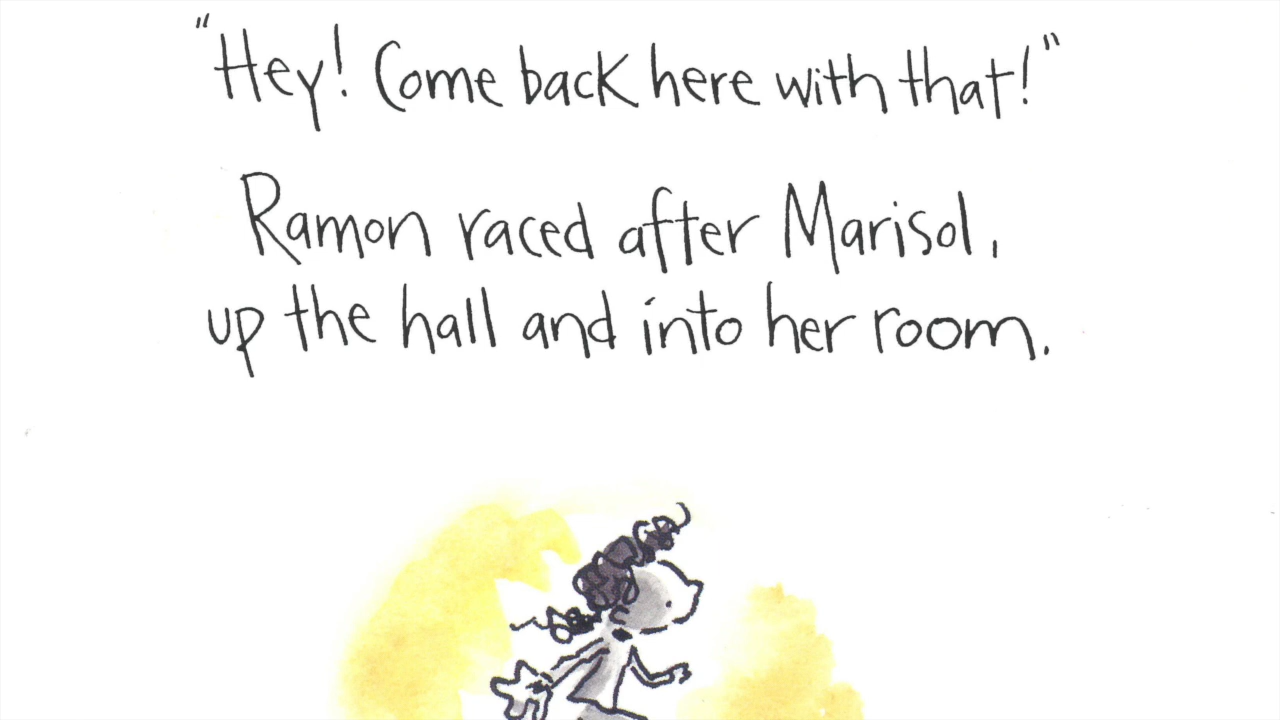 "Hey! Come back here with that!"
Ramon raced after Marisol,
up the hall and into her room.